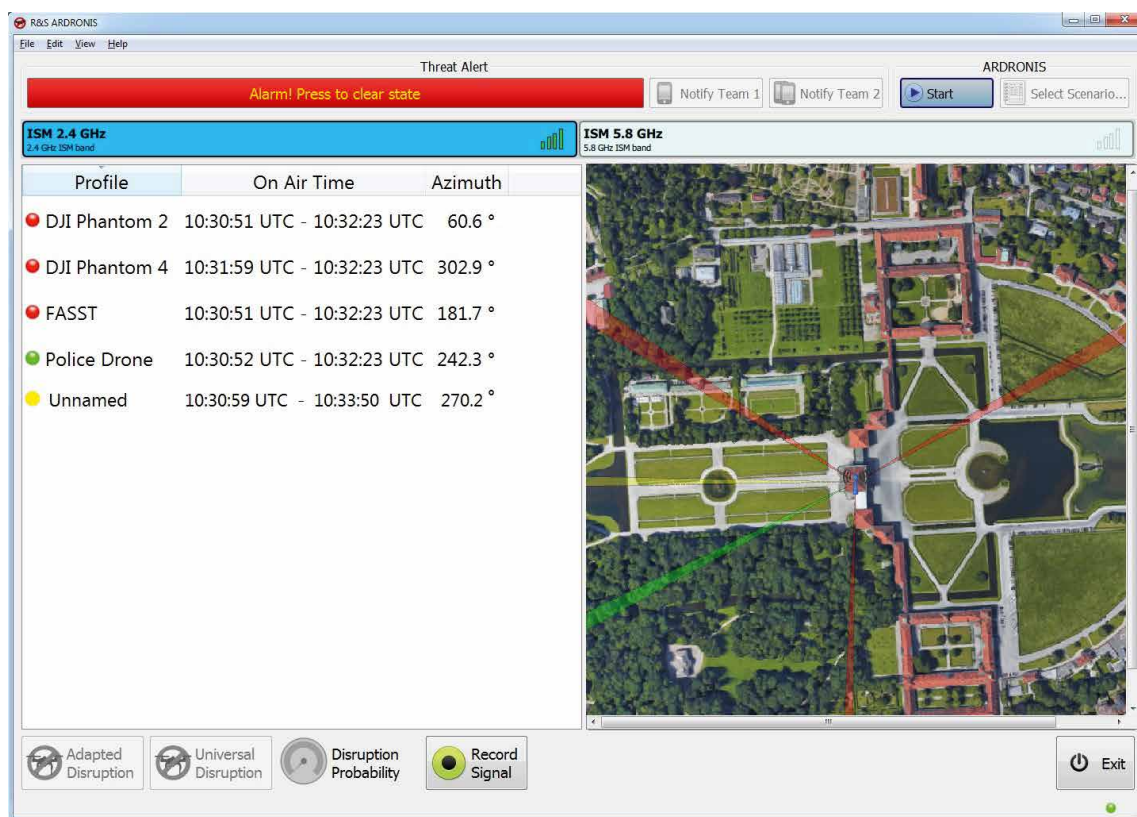 R&S ARDRONIS
File Edit View Help
Threat Alert
ARDRONIS
Alarm! Press to clear state
Notify Team 1
Notify Team 2
Start
Select Scenario...
ISM 2.4 GHz
2.4 GHz ISM band
ISM 5.8 GHz
5.8 GHz ISM band
Profile On Air Time Azimuth
DJI Phantom 2 10:30:51 UTC - 10:32:23 UTC 60.6 °
DJI Phantom 4 10:31:59 UTC - 10:32:23 UTC 302.9 °
FASST 10:30:51 UTC - 10:32:23 UTC 181.7 °
Police Drone 10:30:52 UTC - 10:32:23 UTC 242.3 °
Unnamed 10:30:59 UTC - 10:33:50 UTC 270.2 °
Adapted
Disruption
Universal
Disruption
Disruption
Probability
Record
Signal
Exit